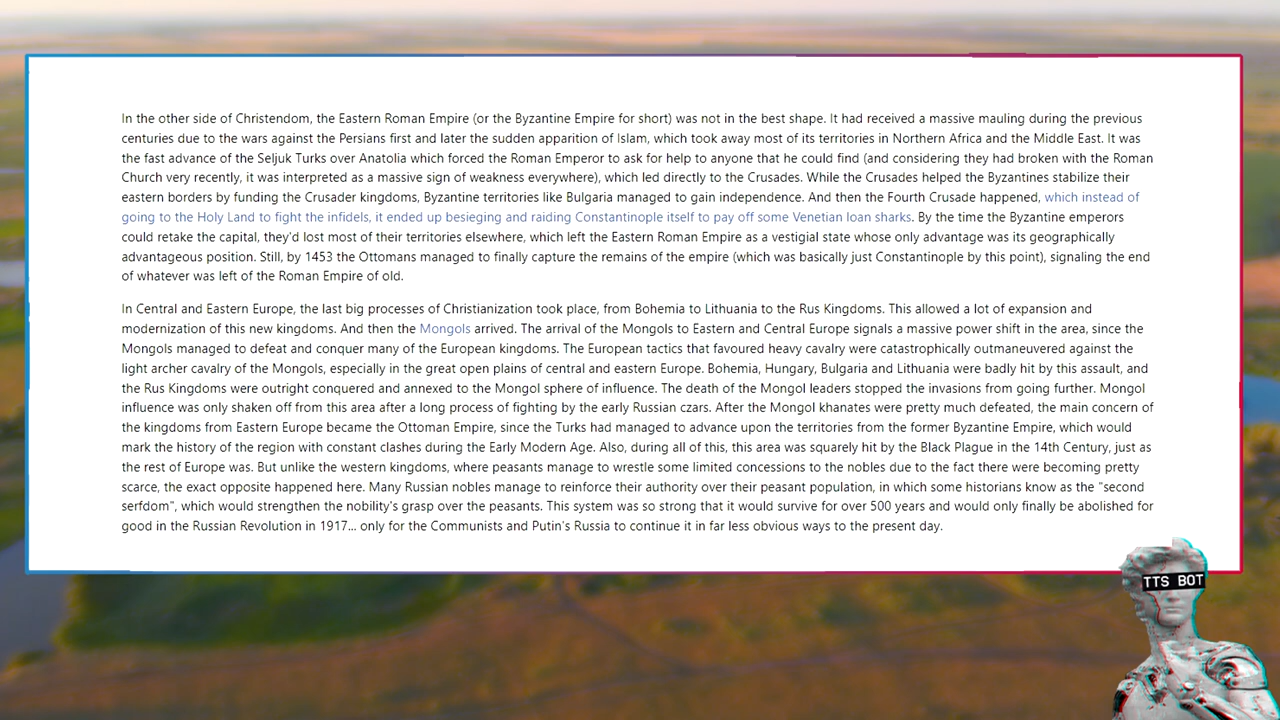 In the other side of Christendom, the Eastern Roman Empire (or the Byzantine Empire for short) was not in the best shape. It had received a massive mauling during the previous
centuries due to the wars against the Persians first and later the sudden apparition of Islam, which took away most of its territories in Northern Africa and the Middle East. It was
the fast advance of the Seljuk Turks over Anatolia which forced the Roman Emperor to ask for help to anyone that he could find (and considering they had broken with the Roman
Church very recently, it was interpreted as a massive sign of weakness everywhere), which led directly to the Crusades. While the Crusades helped the Byzantines stabilize their
eastern borders by funding the Crusader kingdoms, Byzantine territories like Bulgaria managed to gain independence. And then the Fourth Crusade happened, which instead of
going to the Holy Land to fight the infidels, it ended up besieging and raiding Constantinople itself to pay off some Venetian loan sharks. By the time the Byzantine emperors
could retake the capital, they'd lost most of their territories elsewhere, which left the Eastern Roman Empire as a vestigial state whose only advantage was its geographically
advantageous position. Still, by 1453 the Ottomans managed to finally capture the remains of the empire (which was basically just Constantinople by this point), signaling the end
of whatever was left of the Roman Empire of old.
In Central and Eastern Europe, the last big processes of Christianization took place, from Bohemia to Lithuania to the Rus Kingdoms. This allowed a lot of expansion and
modernization of this new kingdoms. And then the Mongols arrived. The arrival of the Mongols to Eastern and Central Europe signals a massive power shift in the area, since the
Mongols managed to defeat and conquer many of the European kingdoms. The European tactics that favoured heavy cavalry were catastrophically outmaneuvered against the
light archer cavalry of the Mongols, especially in the great open plains of central and eastern Europe. Bohemia, Hungary, Bulgaria and Lithuania were badly hit by this assault, and
the Rus Kingdoms were outright conquered and annexed to the Mongol sphere of influence. The death of the Mongol leaders stopped the invasions from going further. Mongol
influence was only shaken off from this area after a long process of fighting by the early Russian czars. After the Mongol khanates were pretty much defeated, the main concern of
the kingdoms from Eastern Europe became the Ottoman Empire, since the Turks had managed to advance upon the territories from the former Byzantine Empire, which would
mark the history of the region with constant clashes during the Early Modern Age. Also, during all of this, this area was squarely hit by the Black Plague in the 14th Century, just as
the rest of Europe was. But unlike the western kingdoms, where peasants manage to wrestle some limited concessions to the nobles due to the fact there were becoming pretty
scarce, the exact opposite happened here. Many Russian nobles manage to reinforce their authority over their peasant population, in which some historians know as the "second
serfdom", which would strengthen the nobility's grasp over the peasants. This system was so strong that it would survive for over 500 years and would only finally be abolished for
good in the Russian Revolution in 1917... only for the Communists and Putin's Russia to continue it in far less obvious ways to the present day.
TTS BOT